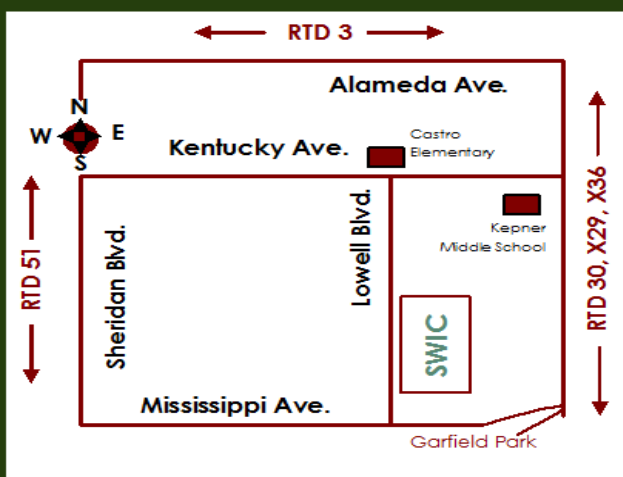 RTD 3
Alameda Ave.
N
W E
S
Kentucky Ave.
Castro
Elementary
RTD 51
Sheridan Blvd.
Lowell Blvd.
Kepner
Middle School
SWIC
RTD 30, X29, X36
Mississippi Ave.
Garfield Park